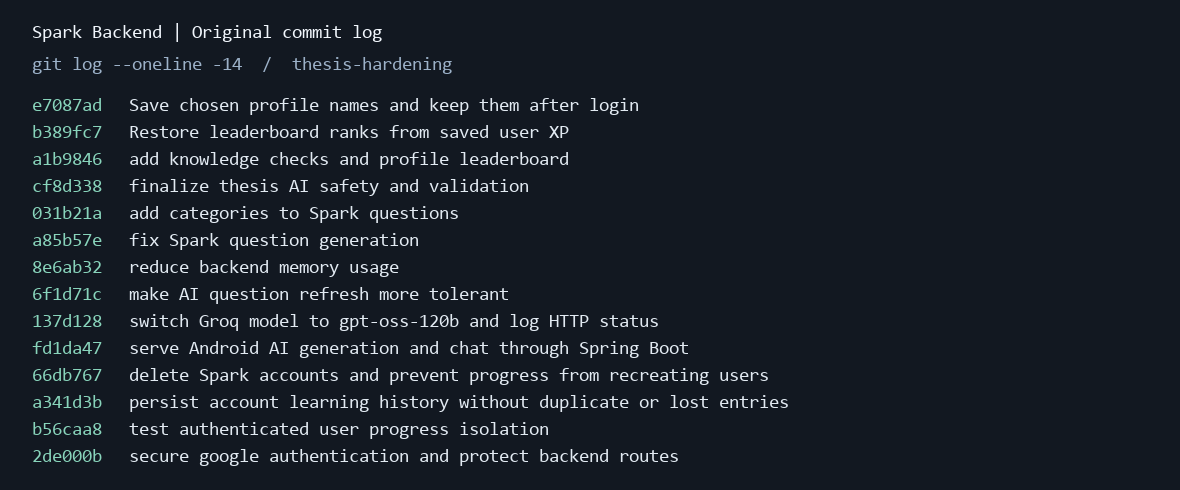 Spark Backend | Original commit log
git log --oneline -14 / thesis-hardening
e7087ad Save chosen profile names and keep them after login
b389fc7 Restore leaderboard ranks from saved user XP
a1b9846 add knowledge checks and profile leaderboard
cf8d338 finalize thesis AI safety and validation
031b21a add categories to Spark questions
a85b57e fix Spark question generation
8e6ab32 reduce backend memory usage
6f1d71c make AI question refresh more tolerant
137d128 switch Groq model to gpt-oss-120b and log HTTP status
fd1da47 serve Android AI generation and chat through Spring Boot
66db767 delete Spark accounts and prevent progress from recreating users
a341d3b persist account learning history without duplicate or lost entries
b56caa8 test authenticated user progress isolation
2de000b secure google authentication and protect backend routes